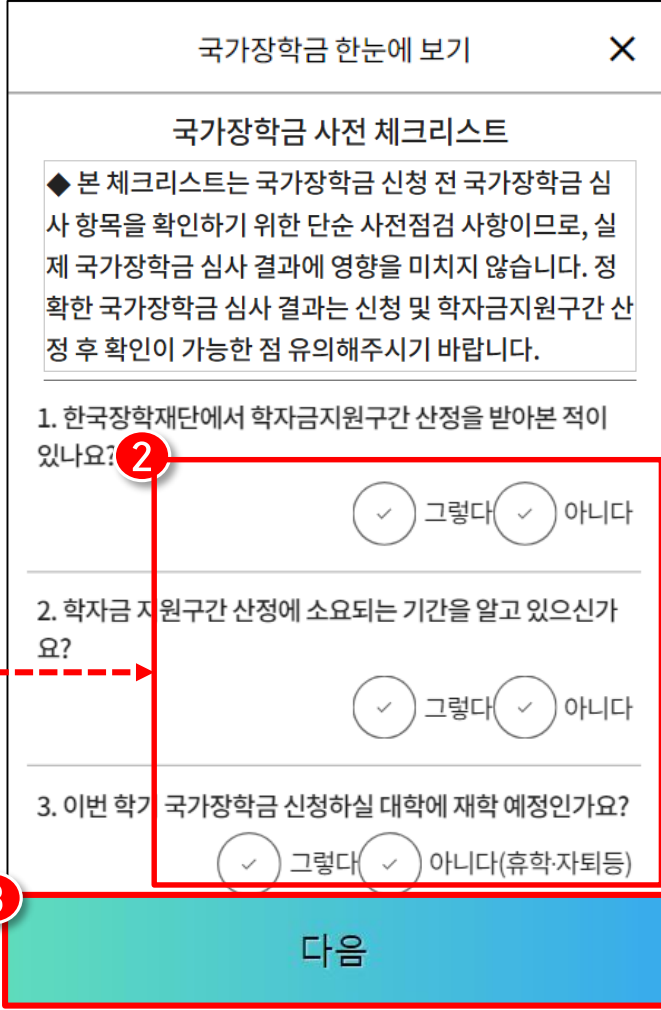 국가장학금 한눈에 보기
국가장학금 사전 체크리스트
◆ 본 체크리스트는 국가장학금 신청 전 국가장학금 심
사 항목을 확인하기 위한 단순 사전점검 사항이므로, 실
제 국가장학금 심사 결과에 영향을 미치지 않습니다. 정
확한 국가장학금 심사 결과는 신청 및 학자금지원구간 산
정 후 확인이 가능한 점 유의해주시기 바랍니다.
1. 한국장학재단에서 학자금지원구간 산정을 받아본 적이
있나요?
2
그렇다 아니다
2. 학자금 지원구간 산정에 소요되는 기간을 알고 있으신가
요?
그렇다 아니다
3. 이번 학기 국가장학금 신청하실 대학에 재학 예정인가요?
그렇다 아니다(휴학·자퇴등)
3
다음